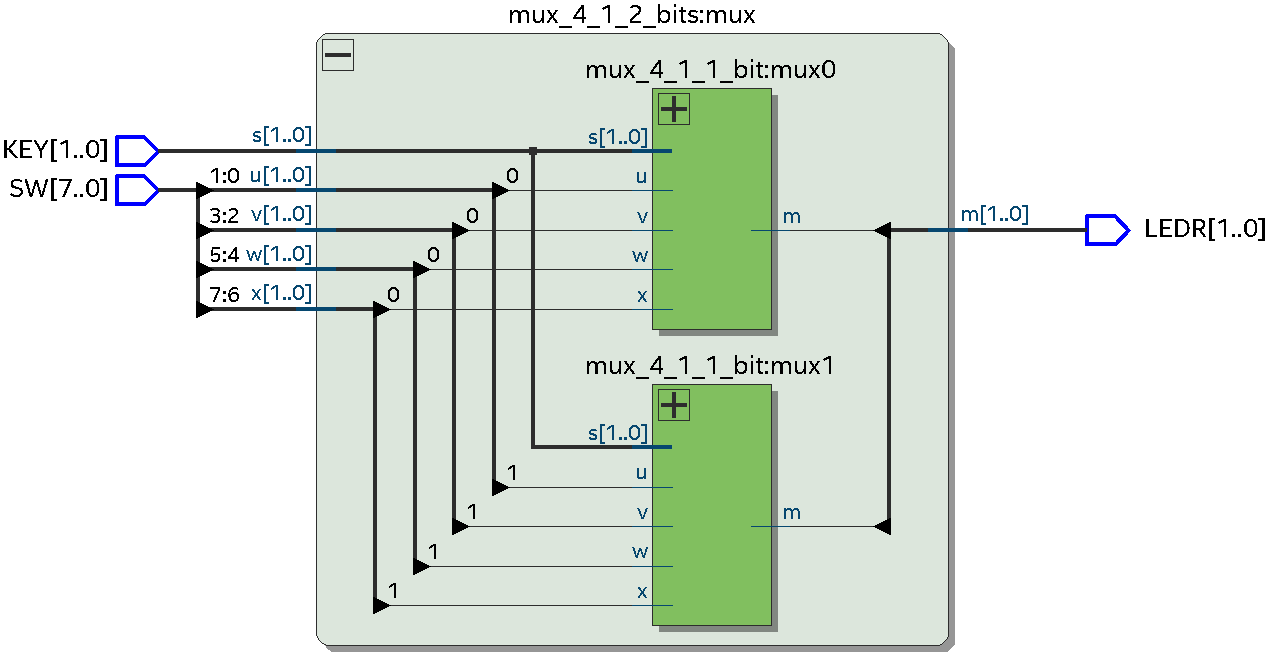 mux_4_1_2_bits:mux
mux_4_1_1_bit:mux0
KEY[1..0]
s[1..0]
s[1..0]
SW[7..0]
1:0
u[1..0]
0
u
3:2
v[1..0]
0
v
m
m[1..0]
LEDR[1..0]
5:4
w[1..0]
0
w
7:6
x[1..0]
0
x
mux_4_1_1_bit:mux1
s[1..0]
1
u
1
v
m
1
w
1
x